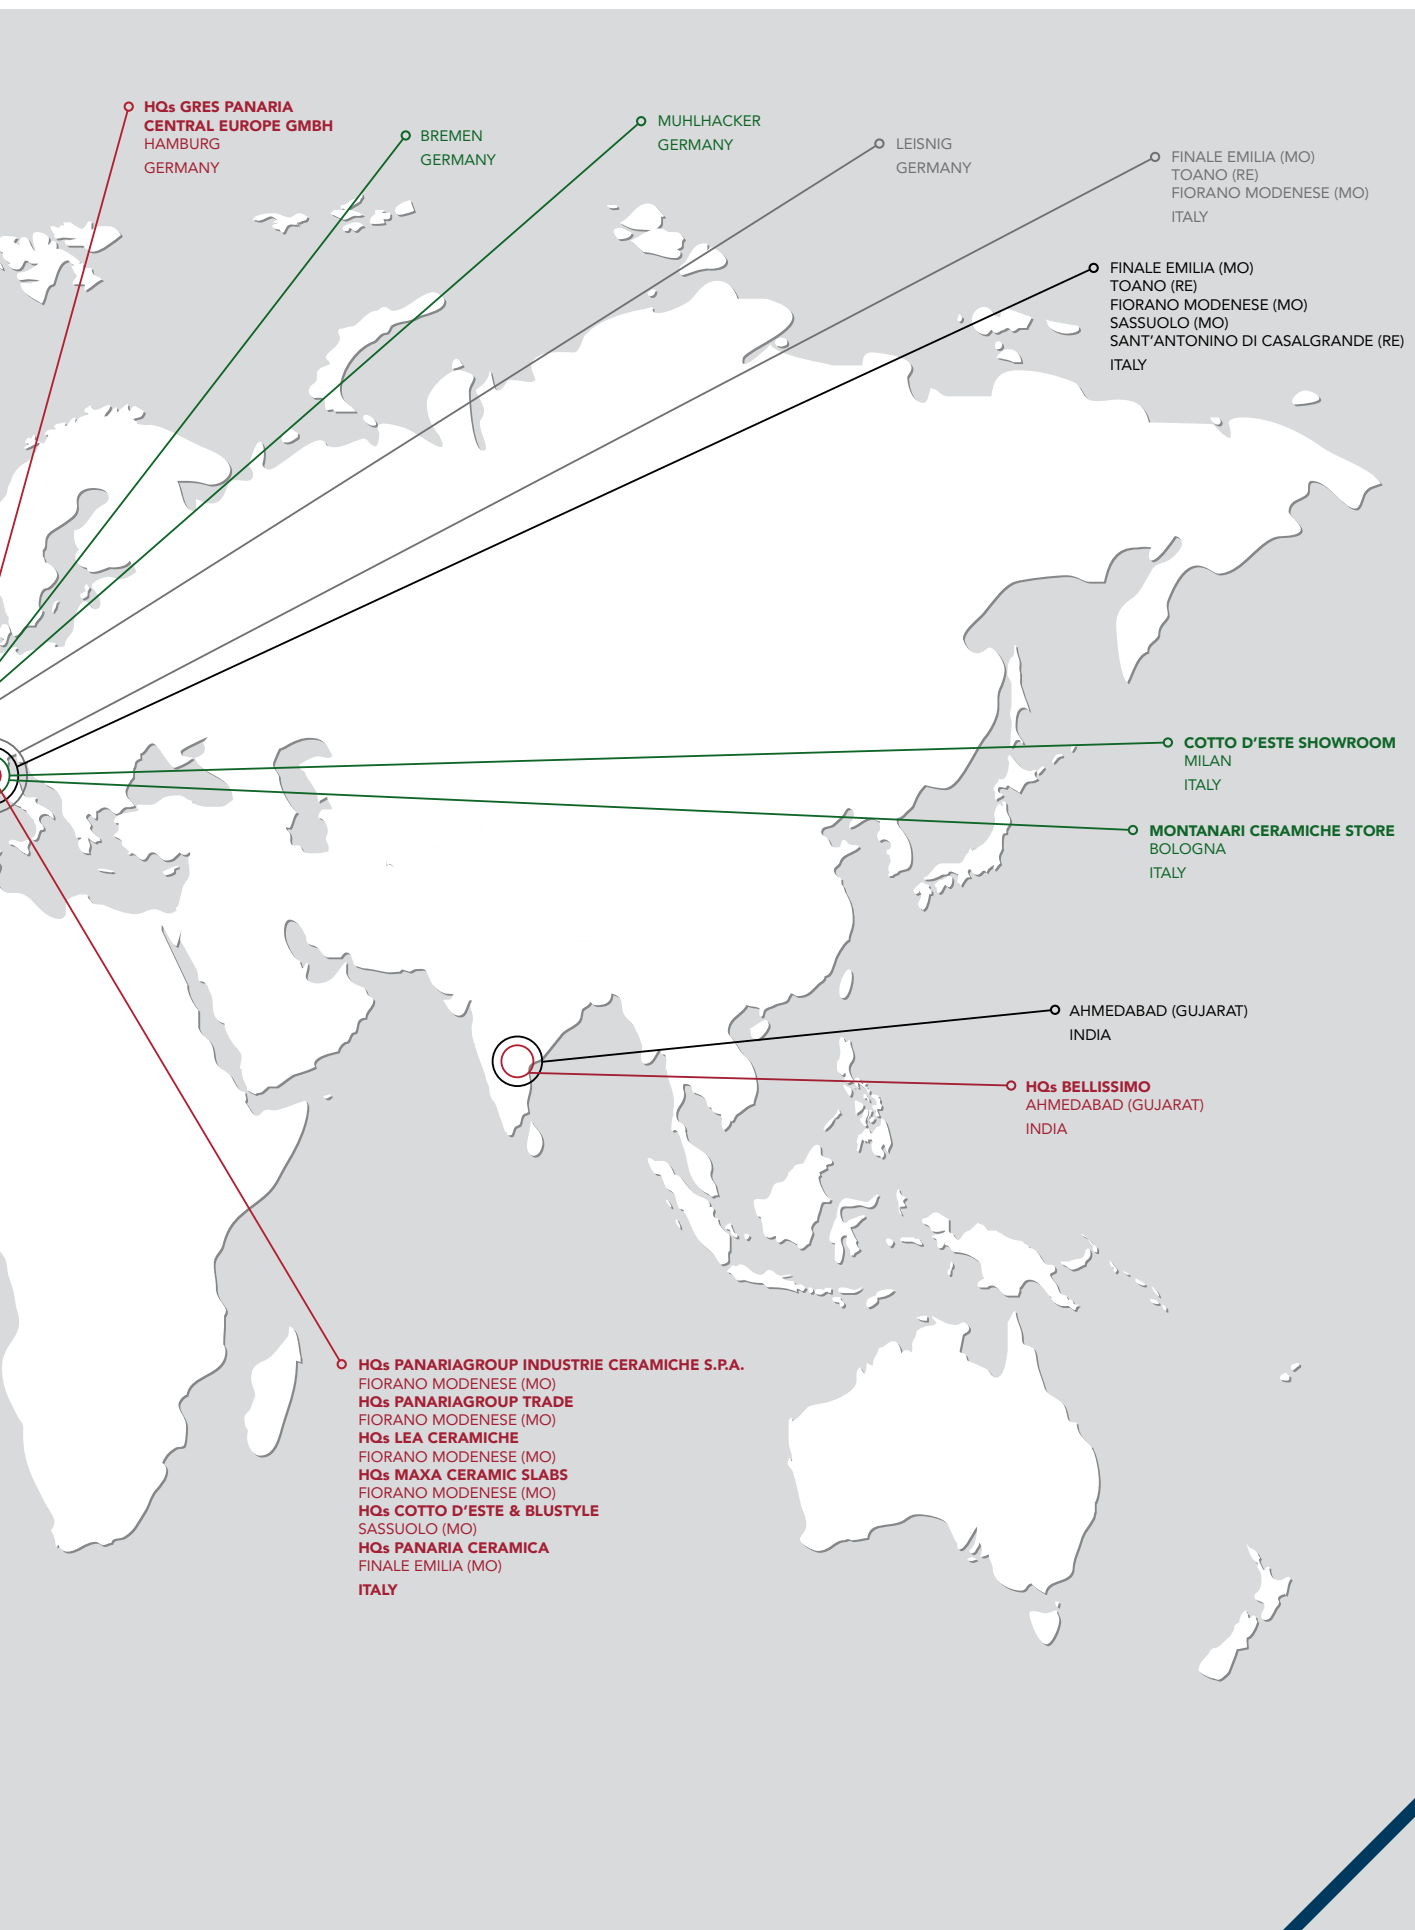 HQs GRES PANARIA
CENTRAL EUROPE GMBH
HAMBURG
GERMANY
BREMEN
GERMANY
MUHLHACKER
GERMANY
LEISNIG
GERMANY
FINALE EMILIA (MO)
TOANO (RE)
FIORANO MODENESE (MO)
ITALY
FINALE EMILIA (MO)
TOANO (RE)
FIORANO MODENESE (MO)
SASSUOLO (MO)
SANT'ANTONINO DI CASALGRANDE (RE)
ITALY
COTTO D'ESTE SHOWROOM
MILAN
ITALY
MONTANARI CERAMICHE STORE
BOLOGNA
ITALY
AHMEDABAD (GUJARAT)
INDIA
HQs BELLISSIMO
AHMEDABAD (GUJARAT)
INDIA
HQs PANARIAGROUP INDUSTRIE CERAMICHE S.P.A.
FIORANO MODENESE (MO)
HQs PANARIAGROUP TRADE
FIORANO MODENESE (MO)
HQs LEA CERAMICHE
FIORANO MODENESE (MO)
HQs MAXA CERAMIC SLABS
FIORANO MODENESE (MO)
HQs COTTO D'ESTE & BLUSTYLE
SASSUOLO (MO)
HQs PANARIA CERAMICA
FINALE EMILIA (MO)
ITALY